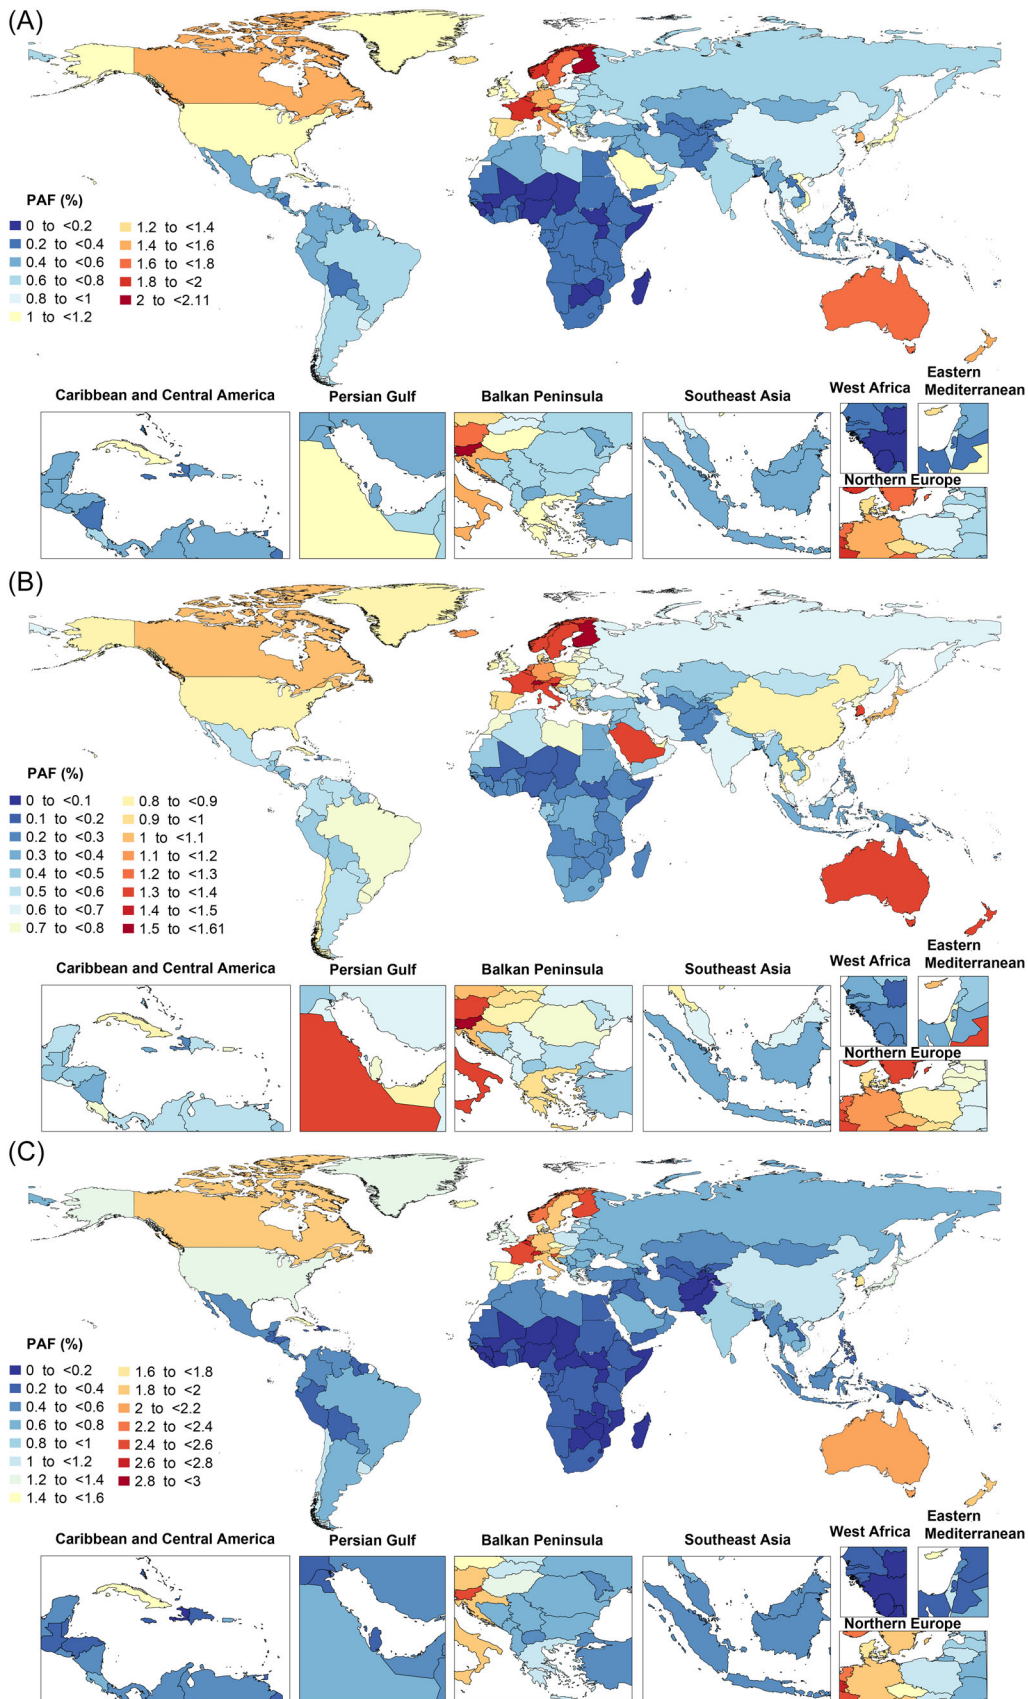 (A)
PAF (%)
0 to <0.2
0.2 to <0.4
0.4 to <0.6
0.6 to <0.8
0.8 to <1
1 to <1.2
1.2 to <1.4
1.4 to <1.6
1.6 to <1.8
1.8 to <2
2 to <2.11
Caribbean and Central America
Persian Gulf
Balkan Peninsula
Southeast Asia
West Africa
Eastern
Mediterranean
Northern Europe
(B)
PAF (%)
0 to <0.1
0.1 to <0.2
0.2 to <0.3
0.3 to <0.4
0.4 to <0.5
0.5 to <0.6
0.6 to <0.7
0.7 to <0.8
0.8 to <0.9
0.9 to <1
1 to <1.1
1.1 to <1.2
1.2 to <1.3
1.3 to <1.4
1.4 to <1.5
1.5 to <1.61
Caribbean and Central America
Persian Gulf
Balkan Peninsula
Southeast Asia
West Africa
Eastern
Mediterranean
Northern Europe
(C)
PAF (%)
0 to <0.2
0.2 to <0.4
0.4 to <0.6
0.6 to <0.8
0.8 to <1
1 to <1.2
1.2 to <1.4
1.4 to <1.6
1.6 to <1.8
1.8 to <2
2 to <2.2
2.2 to <2.4
2.4 to <2.6
2.6 to <2.8
2.8 to <3
Caribbean and Central America
Persian Gulf
Balkan Peninsula
Southeast Asia
West Africa
Eastern
Mediterranean
Northern Europe